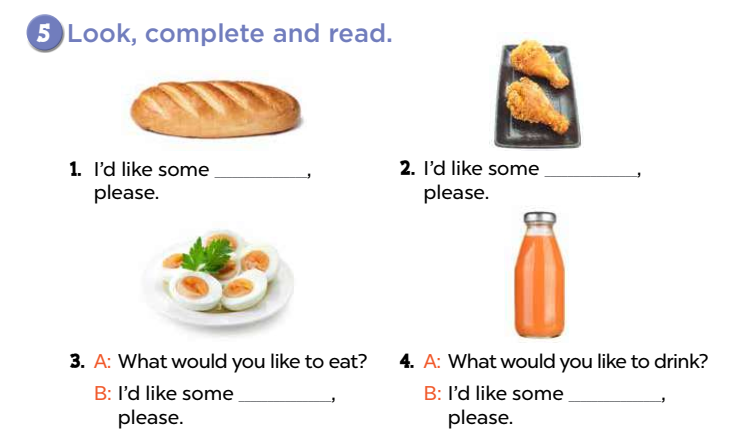 5 Look, complete and read.
1. I'd like some _________,
please.
2. I'd like some _________,
please.
3. A: What would you like to eat?
B: I'd like some _________,
please.
4. A: What would you like to drink?
B: I'd like some _________,
please.